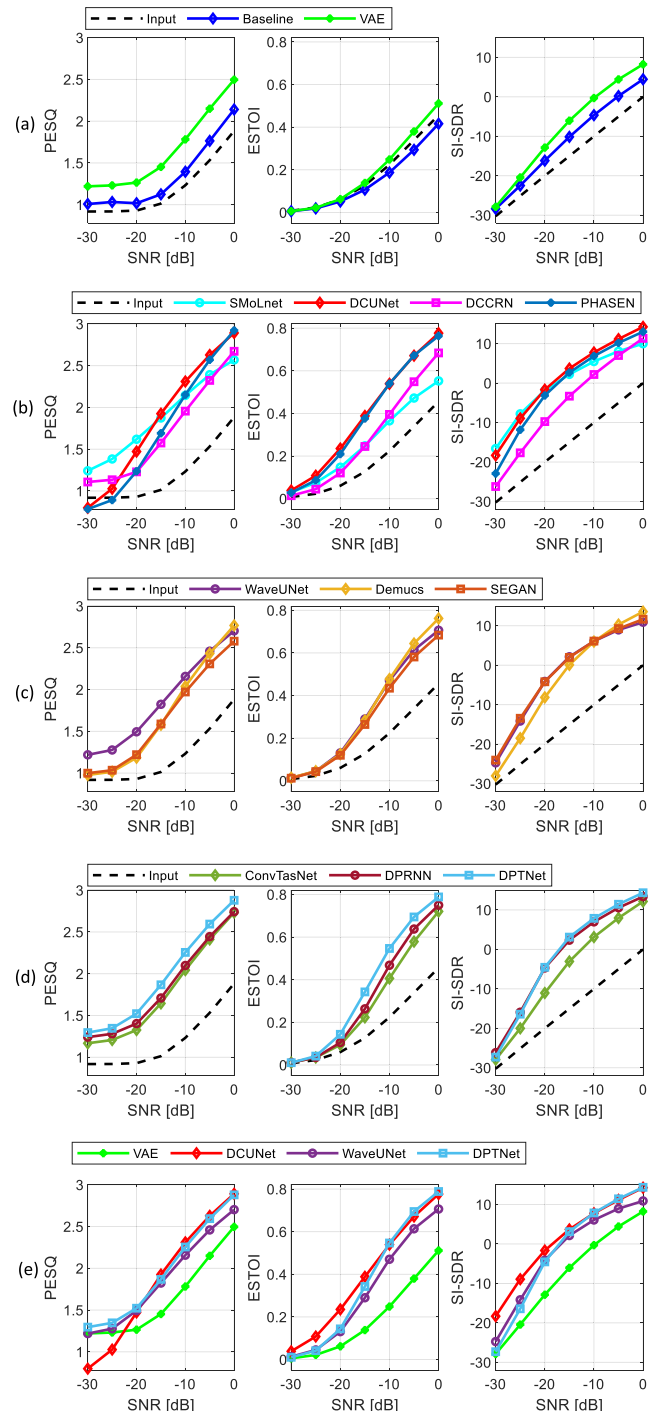 Input Baseline VAE
(a)
PESQ
3
2.5
2
1.5
1
-30 -20 -10 0
SNR [dB]
ESTOI
0.8
0.6
0.4
0.2
0
-30 -20 -10 0
SNR [dB]
SI-SDR
10
0
-10
-20
-30
-30 -20 -10 0
SNR [dB]
Input SMoLnet DCUNet DCCRN PHASEN
(b)
PESQ
3
2.5
2
1.5
1
-30 -20 -10 0
SNR [dB]
ESTOI
0.8
0.6
0.4
0.2
0
-30 -20 -10 0
SNR [dB]
SI-SDR
10
0
-10
-20
-30
-30 -20 -10 0
SNR [dB]
Input WaveUNet Demucs SEGAN
(c)
PESQ
3
2.5
2
1.5
1
-30 -20 -10 0
SNR [dB]
ESTOI
0.8
0.6
0.4
0.2
0
-30 -20 -10 0
SNR [dB]
SI-SDR
10
0
-10
-20
-30
-30 -20 -10 0
SNR [dB]
Input ConvTasNet DPRNN DPTNet
(d)
PESQ
3
2.5
2
1.5
1
-30 -20 -10 0
SNR [dB]
ESTOI
0.8
0.6
0.4
0.2
0
-30 -20 -10 0
SNR [dB]
SI-SDR
10
0
-10
-20
-30
-30 -20 -10 0
SNR [dB]
VAE DCUNet WaveUNet DPTNet
(e)
PESQ
3
2.5
2
1.5
1
-30 -20 -10 0
SNR [dB]
ESTOI
0.8
0.6
0.4
0.2
0
-30 -20 -10 0
SNR [dB]
SI-SDR
10
0
-10
-20
-30
-30 -20 -10 0
SNR [dB]